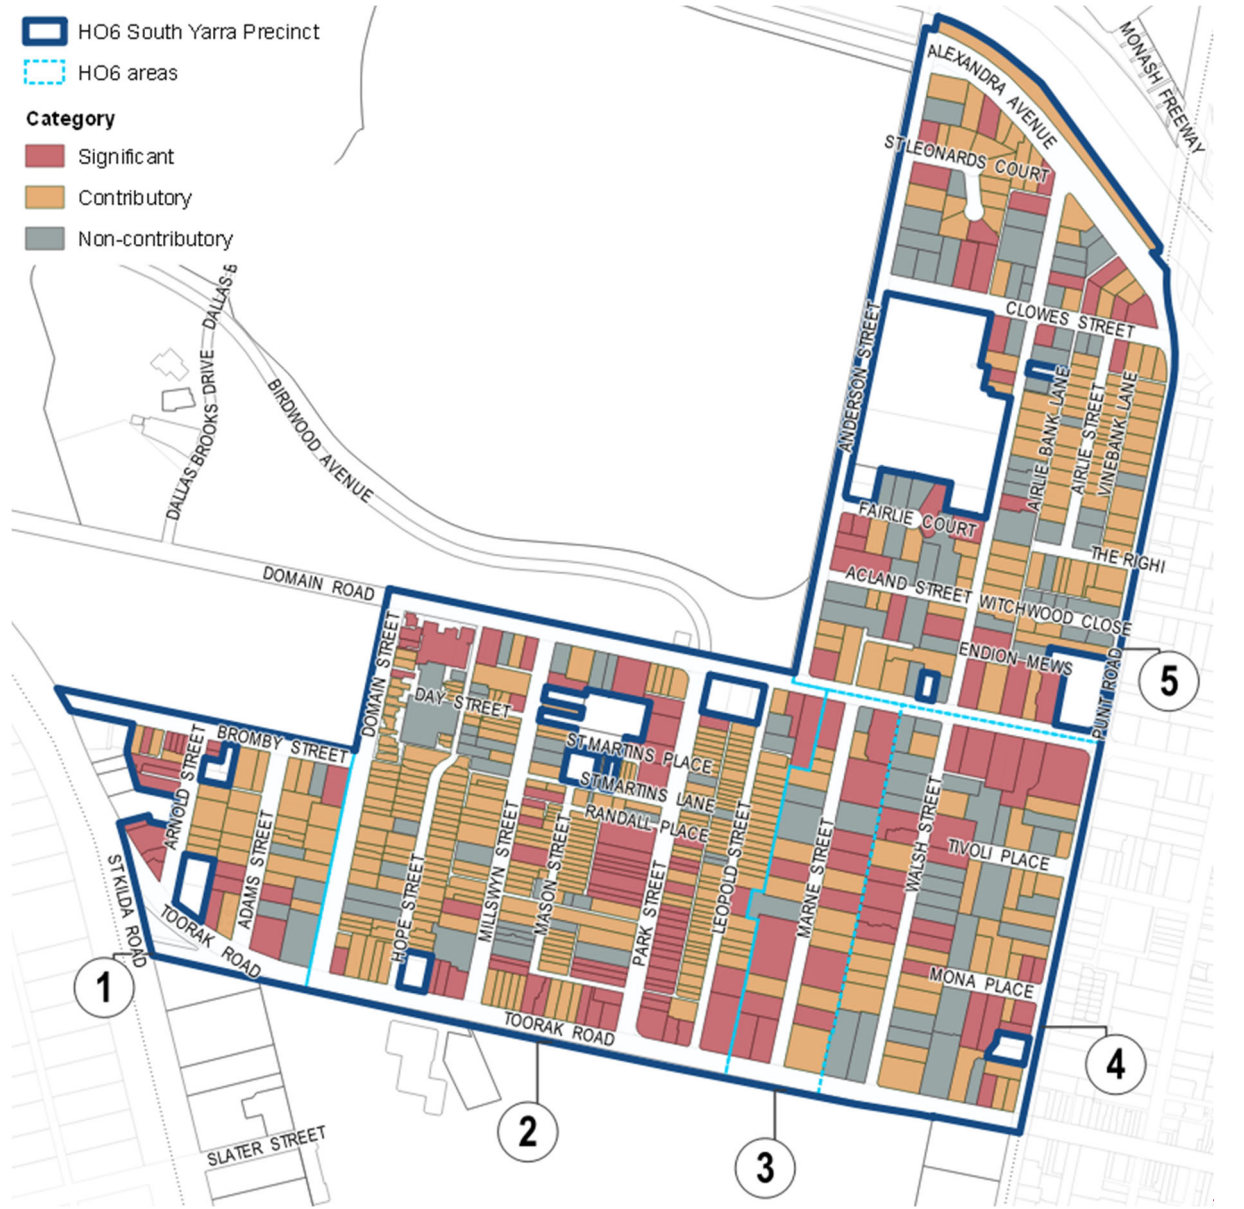 HO6 South Yarra Precinct
HO6 areas
Category
Significant
Contributory
Non-contributory
MONASH FREEWAY
ALEXANDRA AVENUE
ST LEONARDS COURT
CLOWES STREET
ANDERSON STREET
DALLAS B
DALLAS BROOKS DRIVE
BIRDWOOD AVENUE
AIRLIE BANK LANE
AIRLIE STREET
VINEBANK LANE
FAIRLIE COURT
THE RIGHI
DOMAIN ROAD
ACLAND STREET
WITCHWOOD CLOSE
ENDION MEWS
PUNT ROAD
5
DOMAIN STREET
DAY STREET
BROMBY STREET
ARNOLD STREET
ST MARTINS PLACE
ST MARTINS LANE
RANDALL PLACE
ADAMS STREET
HOPE STREET
MILLSWYN STREET
MASON STREET
PARK STREET
LEOPOLD STREET
MARNE STREET
WALSH STREET
TIVOLI PLACE
MONA PLACE
ST KILDA ROAD
TOORAK ROAD
1
TOORAK ROAD
4
2
3
SLATER STREET